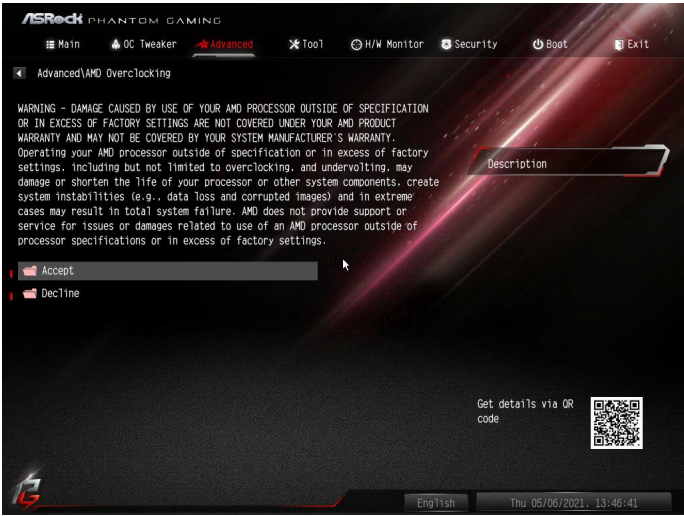 ASRock PHANTOM GAMING
Main OC Tweaker Advanced Tool H/W Monitor Security Boot Exit
Advanced\AMD Overclocking
WARNING - DAMAGE CAUSED BY USE OF YOUR AMD PROCESSOR OUTSIDE OF SPECIFICATION
OR IN EXCESS OF FACTORY SETTINGS ARE NOT COVERED UNDER YOUR AMD PRODUCT
WARRANTY AND MAY NOT BE COVERED BY YOUR SYSTEM MANUFACTURER'S WARRANTY.
Operating your AMD processor outside of specification or in excess of factory
settings, including but not limited to overclocking, and undervolting, may
damage or shorten the life of your processor or other system components, create
system instabilities (e.g., data loss and corrupted images) and in extreme
cases may result in total system failure. AMD does not provide support or
service for issues or damages related to use of an AMD processor outside of
processor specifications or in excess of factory settings.
Accept
Decline
Description
Get details via QR
code
English Thu 05/06/2021, 13:46:41